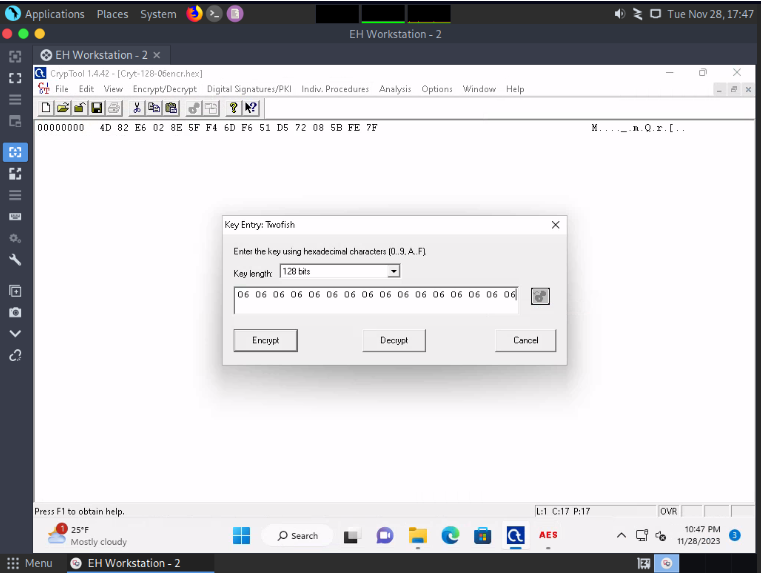 Applications Places System Tue Nov 28, 17:47
EH Workstation - 2
EH Workstation - 2 ×
CrypTool 1.4.42 - [Cryt-128-06encr.hex]
File Edit View Encrypt/Decrypt Digital Signatures/PKI Indiv. Procedures Analysis Options Window Help
00000000 4D 82 E6 02 8E 5F F4 6D F6 51 D5 72 08 5B FE 7F M...._.m.Q.r.[..
Key Entry: Twofish
Enter the key using hexadecimal characters (0..9, A..F).
Key length: 128 bits
06 06 06 06 06 06 06 06 06 06 06 06 06 06 06 06
Encrypt Decrypt Cancel
Press F1 to obtain help. L:1 C:17 P:17 OVR
1
25°F
Mostly cloudy
Search
AES
10:47 PM
11/28/2023
3
Menu EH Workstation - 2